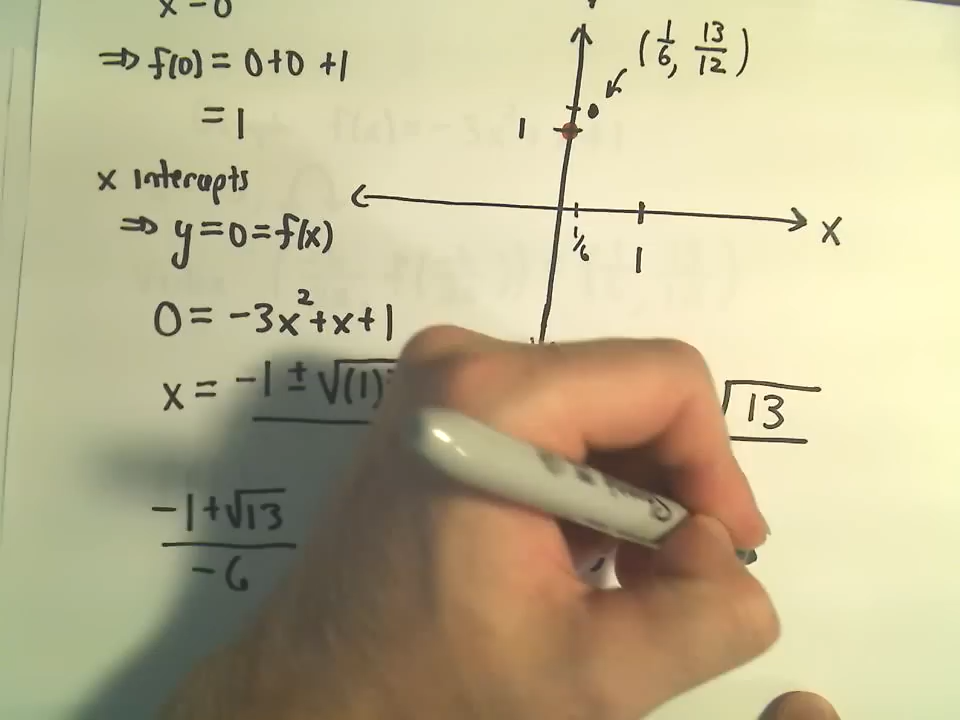 x=0
⇒ f(0) = 0+0 +1
= 1
x intercepts
⇒ y=0=f(x)
0 = -3x²+x+1
x = -1 ± √(1)
√13
-1+√13
-6
(1/6, 13/12)
1
x
1/6
1